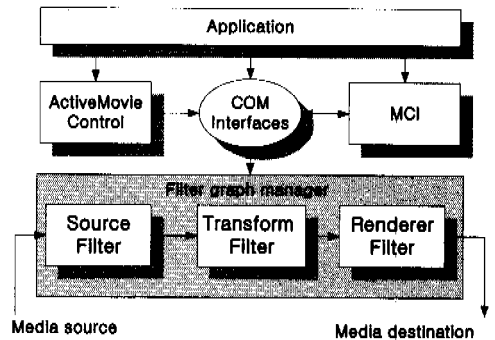 Application
ActiveMovie
Control
COM
Interfaces
MCI
Filter graph manager
Source
Filter
Transform
Filter
Renderer
Filter
Media source
Media destination